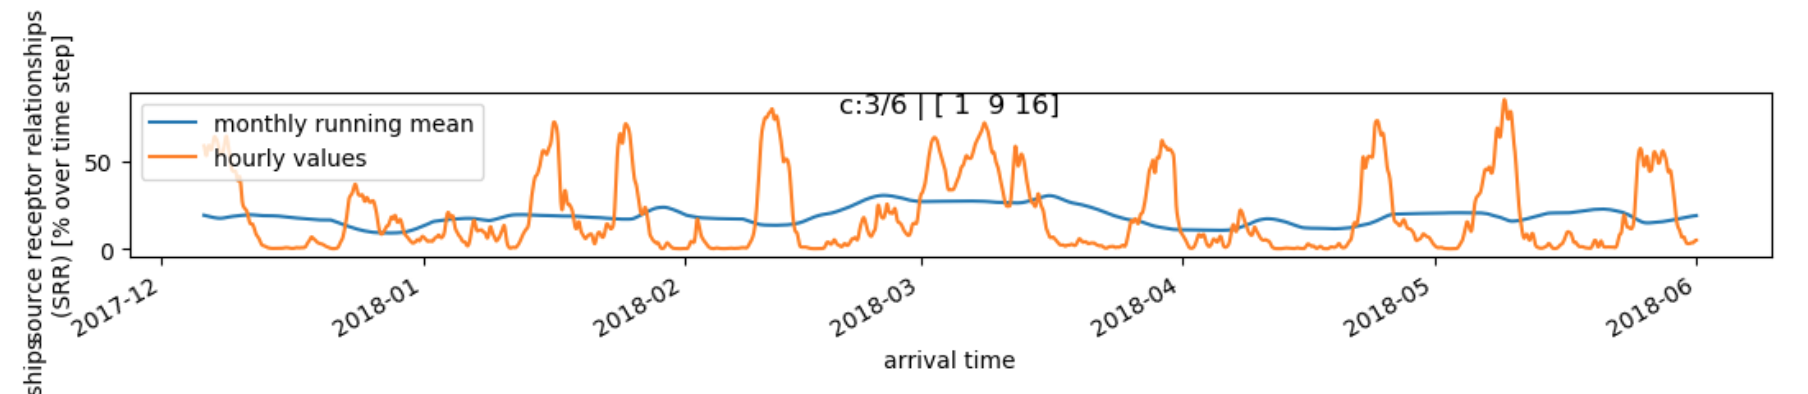 source receptor relationships
(SRR) [% over time step]
ships
c:3/6 | [ 1  9 16]
monthly running mean
hourly values
50
0
2017-12
2018-01
2018-02
2018-03
2018-04
2018-05
2018-06
arrival time